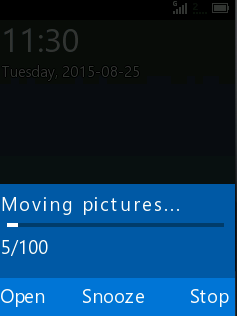 11:30
Tuesday, 2015-08-25
Moving pictures...
5/100
Open Snooze Stop